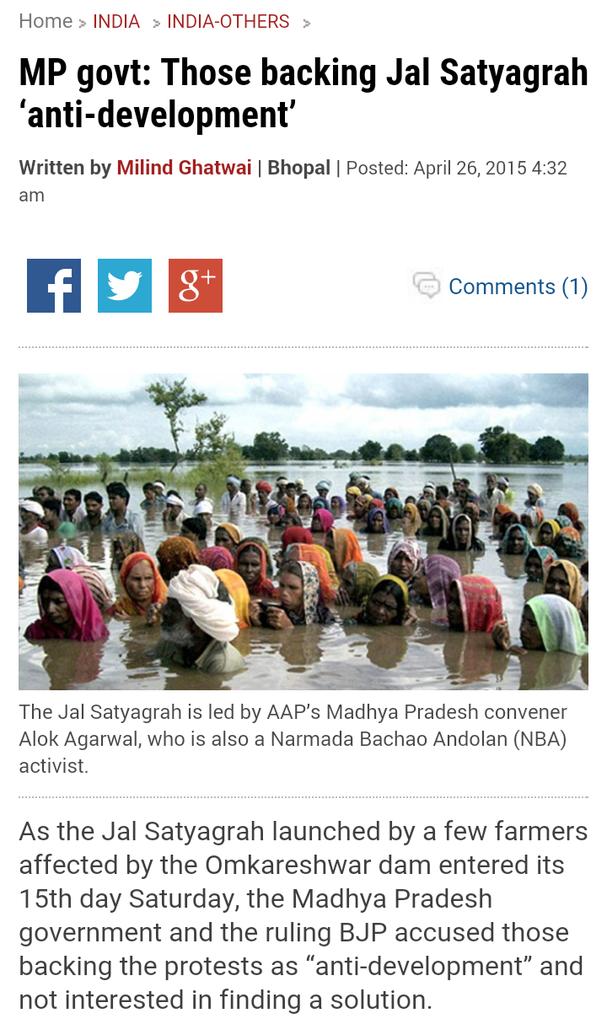 Home > INDIA > INDIA-OTHERS >
MP govt: Those backing Jal Satyagrah
‘anti-development’
Written by Milind Ghatwai | Bhopal | Posted: April 26, 2015 4:32
am
f g+ Comments (1)
The Jal Satyagrah is led by AAP’s Madhya Pradesh convener
Alok Agarwal, who is also a Narmada Bachao Andolan (NBA)
activist.
As the Jal Satyagrah launched by a few farmers
affected by the Omkareshwar dam entered its
15th day Saturday, the Madhya Pradesh
government and the ruling BJP accused those
backing the protests as “anti-development” and
not interested in finding a solution.